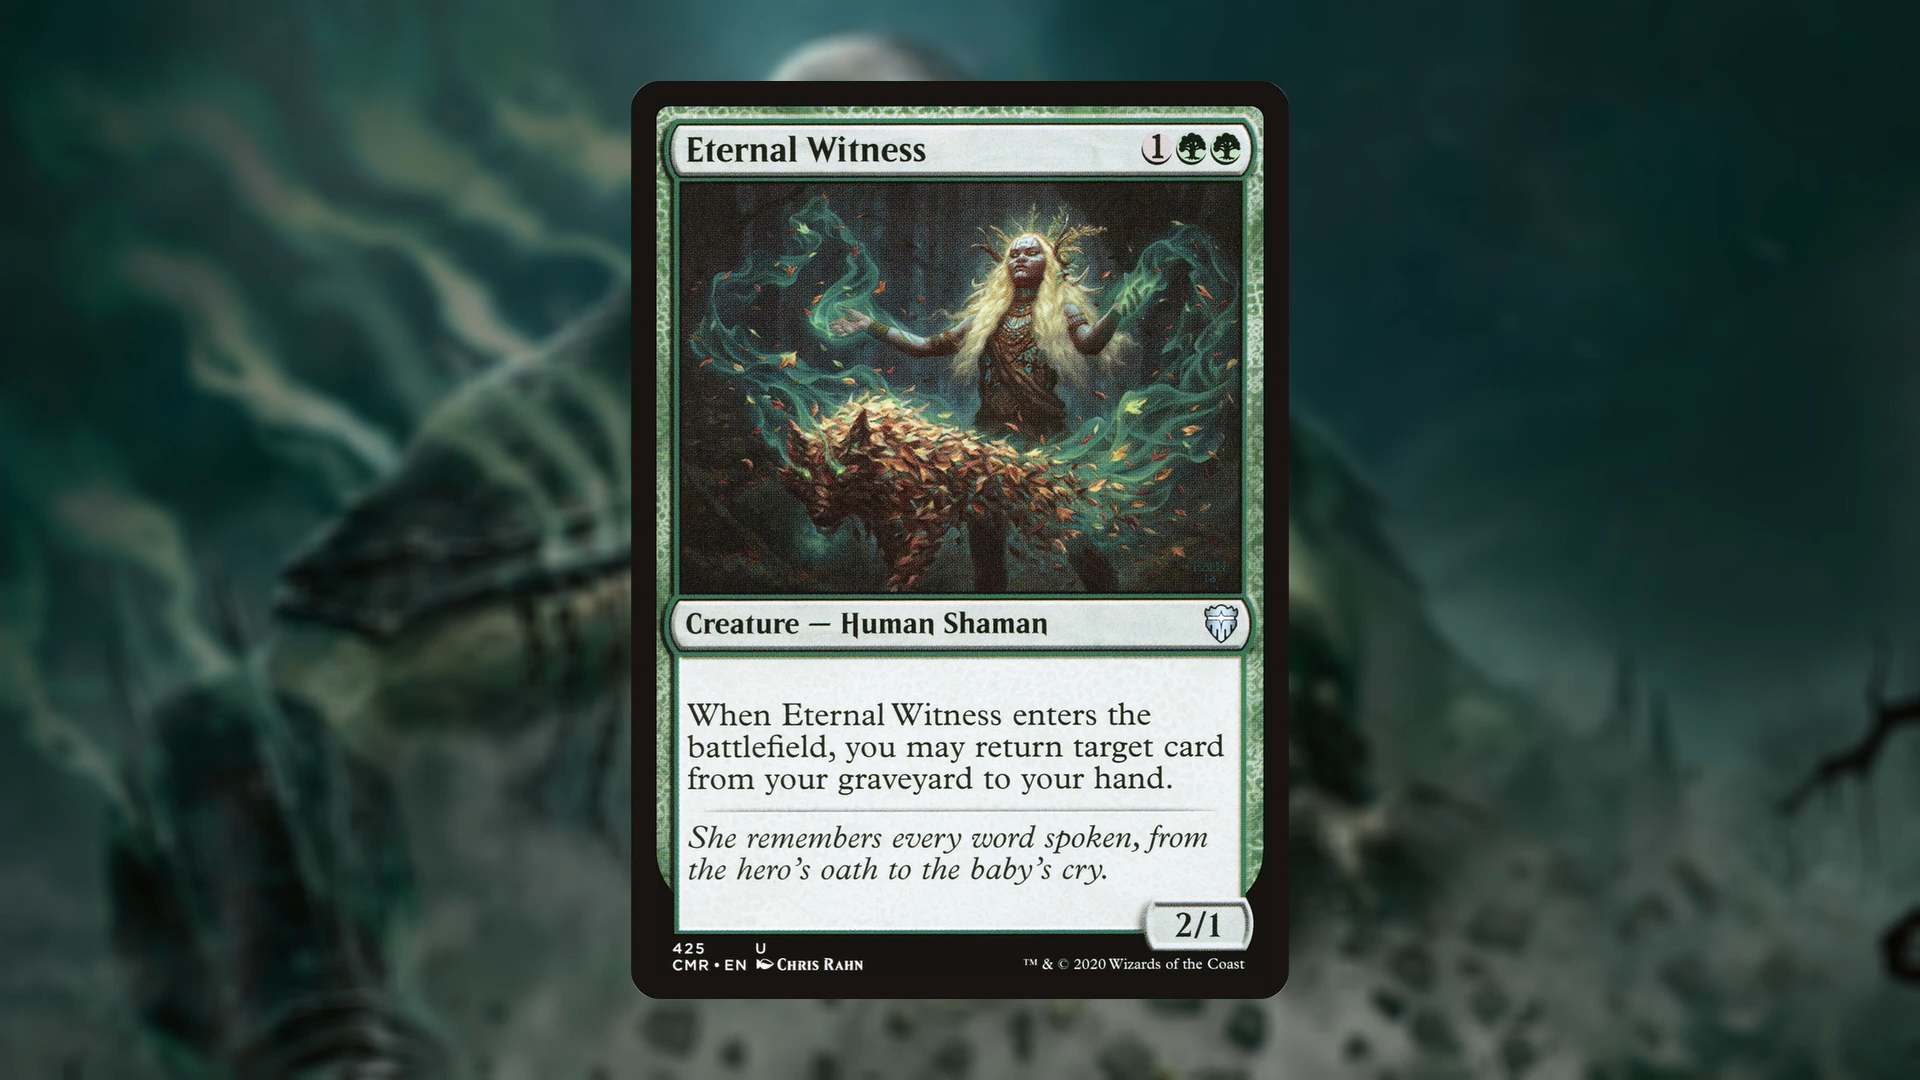 Eternal Witness 1
Creature — Human Shaman
When Eternal Witness enters the
battlefield, you may return target card
from your graveyard to your hand.
She remembers every word spoken, from
the hero's oath to the baby's cry.
2/1
425 U
CMR • EN Chris Rahn
™ & © 2020 Wizards of the Coast